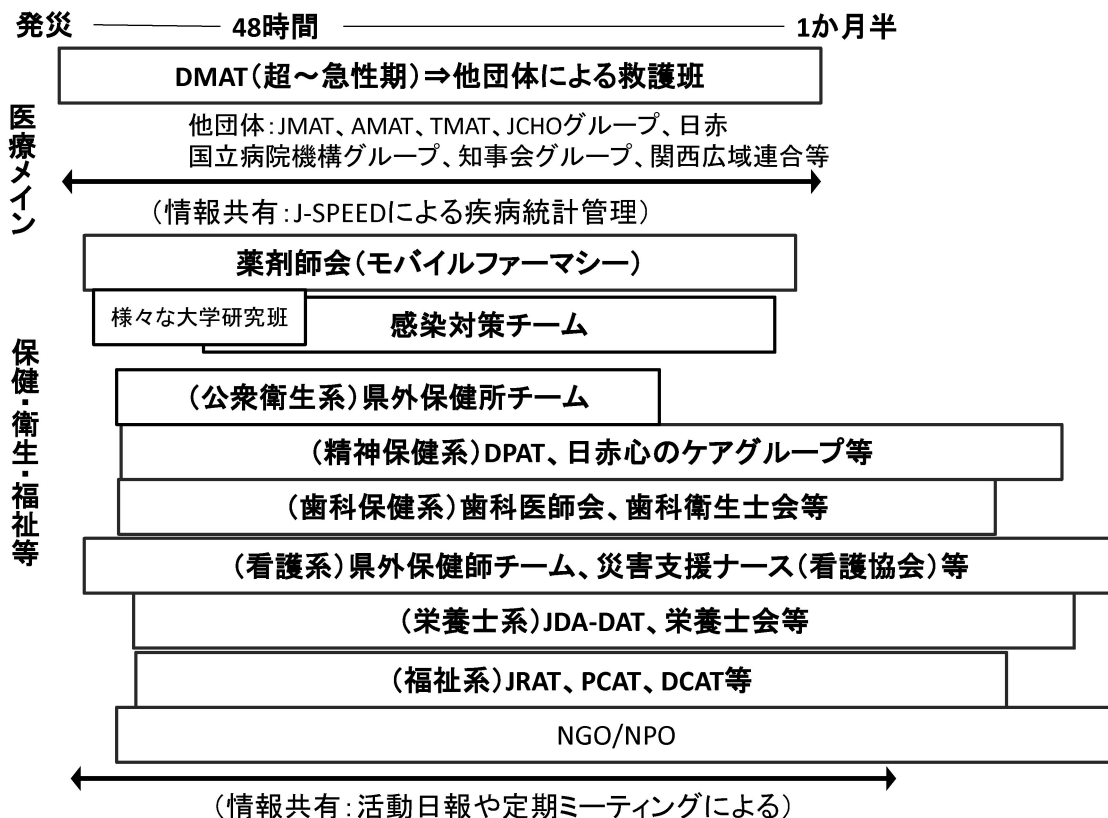 発災 48時間 1か月半
DMAT（超～急性期）⇒他団体による救護班
医療メイン
他団体：JMAT、AMAT、TMAT、JCHOグループ、日赤
国立病院機構グループ、知事会グループ、関西広域連合等
（情報共有：J-SPEEDによる疾病統計管理）
薬剤師会（モバイルファーマシー）
様々な大学研究班
感染対策チーム
保健・衛生・福祉等
（公衆衛生系）県外保健所チーム
（精神保健系）DPAT、日赤心のケアグループ等
（歯科保健系）歯科医師会、歯科衛生士会等
（看護系）県外保健師チーム、災害支援ナース（看護協会）等
（栄養士系）JDA-DAT、栄養士会等
（福祉系）JRAT、PCAT、DCAT等
NGO/NPO
（情報共有：活動日報や定期ミーティングによる）